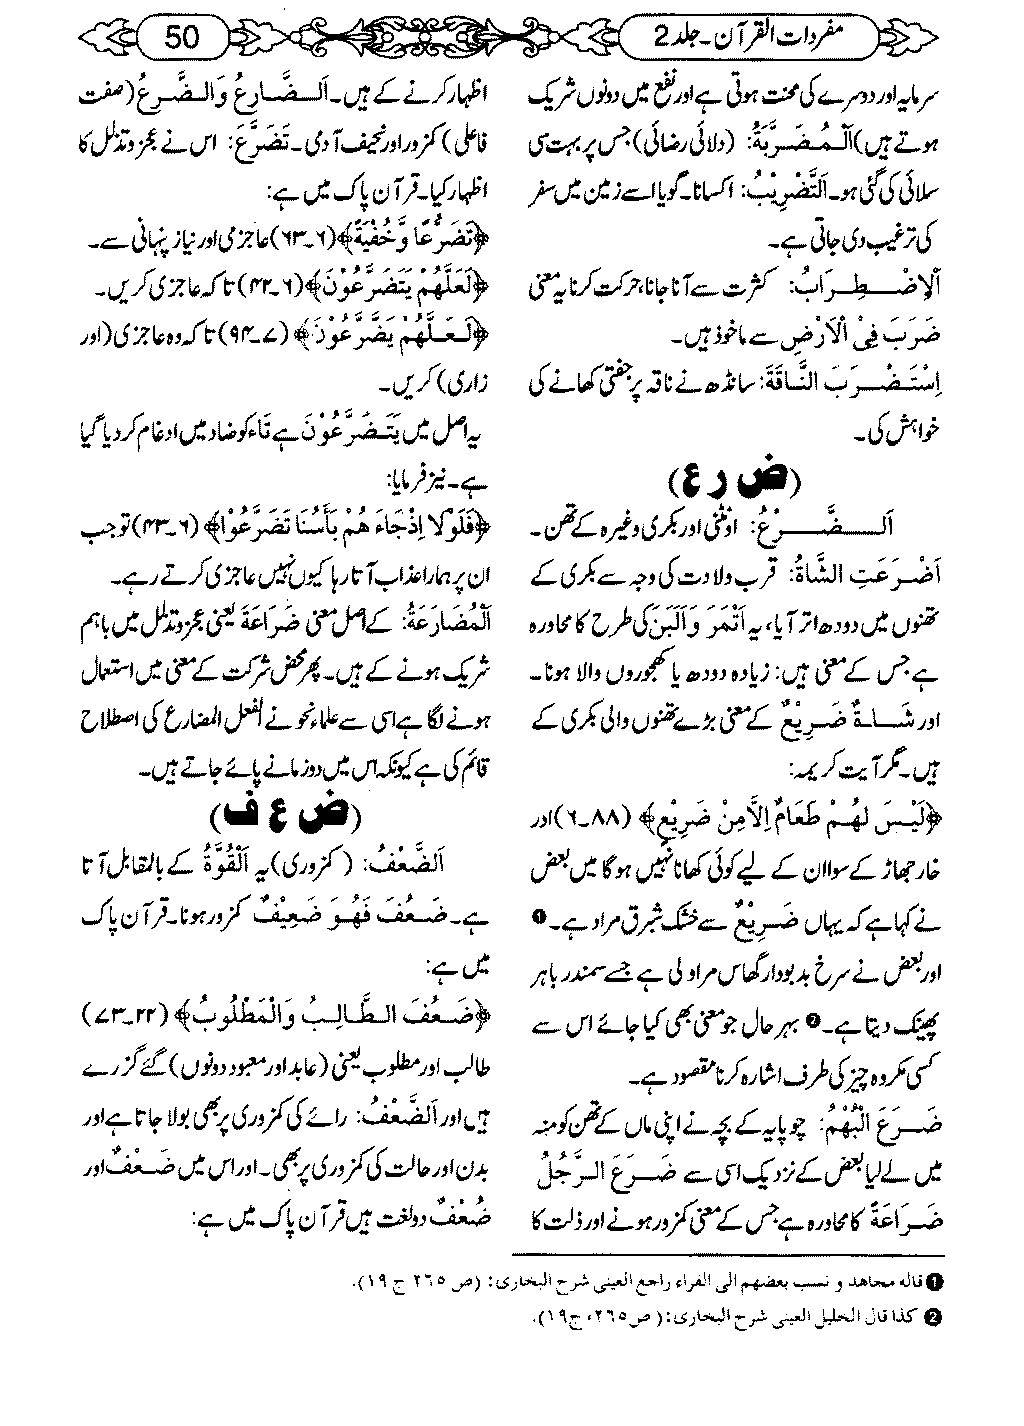 مفردات القرآن۔جلد 2
50
سرمایہ اور دوسرے کی محنت ہوتی ہے اور نفع میں دونوں شریک
ہوتے ہیں) اَلْمُضَرَّبَةُ: (دلائی رضائی) جس پر بہت سی
سلائی کی گئی ہو۔ اَلتَّضْرِیْبُ: اکسانا۔ گویا اسے زمین میں سفر
کی ترغیب دی جاتی ہے۔
اَلْاِضْطِرَابُ: کثرت سے آنا جانا، حرکت کرنا یہ معنی
ضَرَبَ فِیْ الْاَرْضِ سے ماخوذ ہیں۔
اِسْتَضْرَبَ النَّاقَةَ: سانڈھ نے ناقہ پر جفتی کھانے کی
خواہش کی۔
(ض ر ع)
اَلضَّرْعُ: اونٹنی اور بکری وغیرہ کے تھن۔
اَضْرَعَتِ الشَّاةُ: قرب ولادت کی وجہ سے بکری کے
تھنوں میں دودھ اتر آیا، یہ اَتْمَرَ وَاَلْبَنَ کی طرح کا محاورہ
ہے جس کے معنی ہیں: زیادہ دودھ یا کھجوروں والا ہونا۔
اور شَاةٌ ضَرِیْعٌ کے معنی بڑے تھنوں والی بکری کے
ہیں۔ مگر آیت کریمہ:
﴿لَیْسَ لَهُمْ طَعَامٌ اِلَّا مِنْ ضَرِیْعٍ﴾ (۸۸۔۶) اور
خار جھاڑ کے سوا ان کے لیے کوئی کھانا نہیں ہوگا میں بعض
نے کہا ہے کہ یہاں ضَرِیْعٌ سے خشک شبرق مراد ہے۔❶
اور بعض نے سرخ بدبودار گھاس مراد لی ہے جسے سمندر باہر
پھینک دیتا ہے۔❷ بہر حال جو معنی بھی کیا جائے اس سے
کسی مکروہ چیز کی طرف اشارہ کرنا مقصود ہے۔
ضَرَعَ الْبُهْمُ: چوپایہ کے بچہ نے اپنی ماں کے تھن کو منہ
میں لے لیا بعض کے نزدیک اسی سے ضَرَعَ الرَّجُلُ
ضَرَاعَةً کا محاورہ ہے جس کے معنی کمزور ہونے اور ذلت کا
اظہار کرنے کے ہیں۔ اَلضَّارِعُ وَالضَّرِعُ (صفت
فاعلی) کمزور اور نحیف آدمی۔ تَضَرَّعَ: اس نے عجز و تذلل کا
اظہار کیا۔ قرآن پاک میں ہے:
﴿تَضَرُّعًا وَّخُفْیَةً﴾ (۶۔۶۳) عاجزی اور نیاز پنہانی سے۔
﴿لَعَلَّهُمْ یَتَضَرَّعُوْنَ﴾ (۶۔۴۲) تاکہ عاجزی کریں۔
﴿لَعَلَّهُمْ یَضَّرَّعُوْنَ﴾ (۷۔۹۴) تاکہ وہ عاجزی (اور
زاری) کریں۔
یہ اصل میں یَتَضَرَّعُوْنَ ہے تاء کو ضاد میں ادغام کر دیا گیا
ہے۔ نیز فرمایا:
﴿فَلَوْلَا اِذْ جَاءَ هُمْ بَأْسُنَا تَضَرَّعُوْا﴾ (۶۔۴۳) تو جب
ان پر ہمارا عذاب آتا رہا کیوں نہیں عاجزی کرتے رہے۔
اَلْمُضَارَعَةُ: کے اصل معنی ضَرَاعَةَ یعنی عجز و تذلل میں باہم
شریک ہونے کے ہیں۔ پھر محض شرکت کے معنی میں استعمال
ہونے لگا ہے اسی سے علماء نحو نے لفعل المضارع کی اصطلاح
قائم کی ہے کیونکہ اس میں دو زمانے پائے جاتے ہیں۔
(ض ع ف)
اَلضَّعْفُ: (کمزوری) یہ اَلْقُوَّةُ کے بالمقابل آتا
ہے۔ ضَعُفَ فَهُوَ ضَعِیْفٌ کمزور ہونا۔ قرآن پاک
میں ہے:
﴿ضَعُفَ الطَّالِبُ وَالْمَطْلُوبُ﴾ (۲۲۔۷۳)
طالب اور مطلوب یعنی (عابد اور معبود دونوں) گئے گزرے
ہیں اور اَلضَّعْفُ: رائے کی کمزوری پر بھی بولا جاتا ہے اور
بدن اور حالت کی کمزوری پر بھی۔ اور اس میں ضَعْفٌ اور
ضُعْفٌ دو لغت ہیں قرآن پاک میں ہے:
❶ قاله مجاهد و نسب بعضهم الى الفراء راجع العينى شرح البخارى: (ص ٢٦٥ ج ١٩).
❷ كذا قال الخليل العينى شرح البخارى: (ص ٢٦٥، ج ١٩).